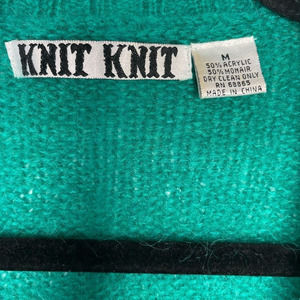 KNIT KNIT
M
50% ACRYLIC
50% MOHAIR
DRY CLEAN ONLY
RN 68865
MADE IN CHINA